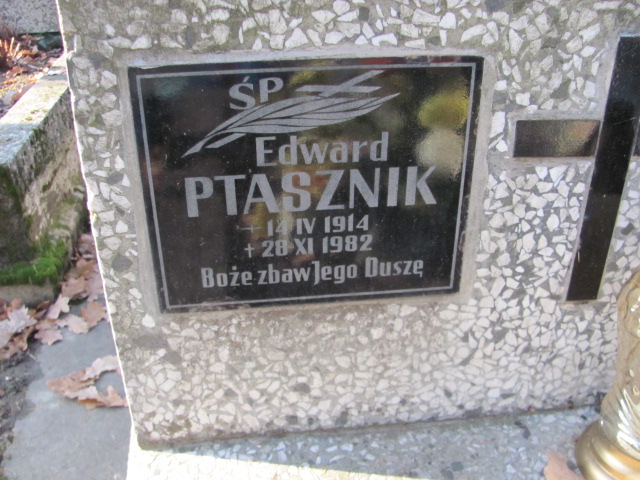 ŚP
Edward
PTASZNIK
+ 14 IV 1914
+ 28 XI 1982
Boże zbaw Jego Duszę